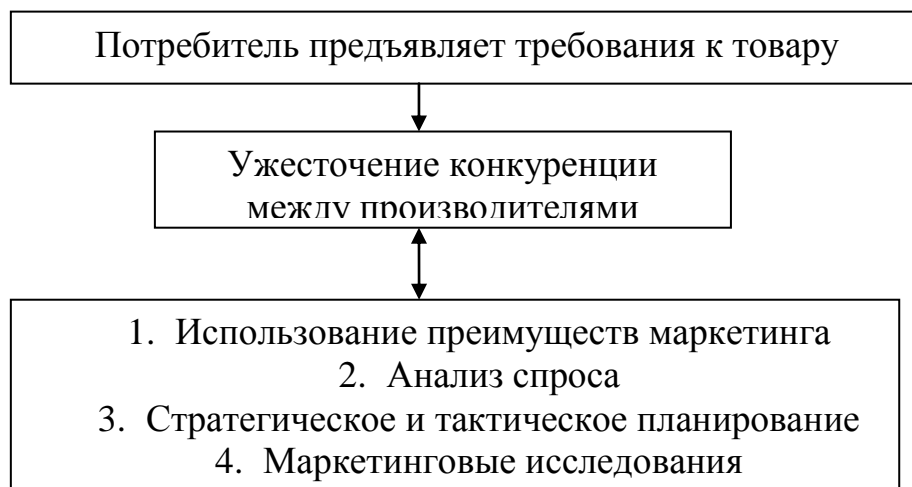 Потребитель предъявляет требования к товару
Ужесточение конкуренции
между производителями
1. Использование преимуществ маркетинга
2. Анализ спроса
3. Стратегическое и тактическое планирование
4. Маркетинговые исследования